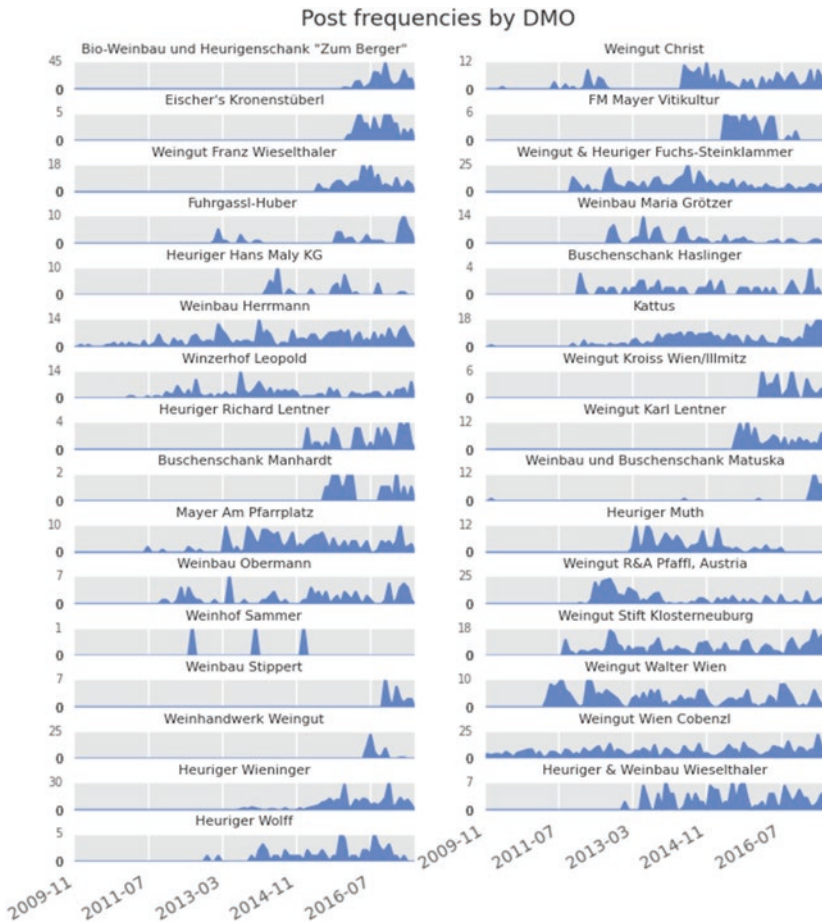 Post frequencies by DMO
Bio-Weinbau und Heurigenschank "Zum Berger"
45
0
Eischer's Kronenstüberl
5
0
Weingut Franz Wieselthaler
18
0
Fuhrgassl-Huber
10
0
Heuriger Hans Maly KG
10
0
Weinbau Herrmann
14
0
Winzerhof Leopold
14
0
Heuriger Richard Lentner
4
0
Buschenschank Manhardt
2
0
Mayer Am Pfarrplatz
10
0
Weinbau Obermann
7
0
Weinhof Sammer
1
0
Weinbau Stippert
7
0
Weinhandwerk Weingut
25
0
Heuriger Wieninger
30
0
Heuriger Wolff
5
0
2009-11
2011-07
2013-03
2014-11
2016-07
Weingut Christ
12
0
FM Mayer Vitikultur
6
0
Weingut & Heuriger Fuchs-Steinklammer
25
0
Weinbau Maria Grötzer
14
0
Buschenschank Haslinger
4
0
Kattus
18
0
Weingut Kroiss Wien/Illmitz
6
0
Weingut Karl Lentner
12
0
Weinbau und Buschenschank Matuska
12
0
Heuriger Muth
12
0
Weingut R&A Pfaffl, Austria
25
0
Weingut Stift Klosterneuburg
18
0
Weingut Walter Wien
10
0
Weingut Wien Cobenzl
25
0
Heuriger & Weinbau Wieselthaler
7
0
2009-11
2011-07
2013-03
2014-11
2016-07